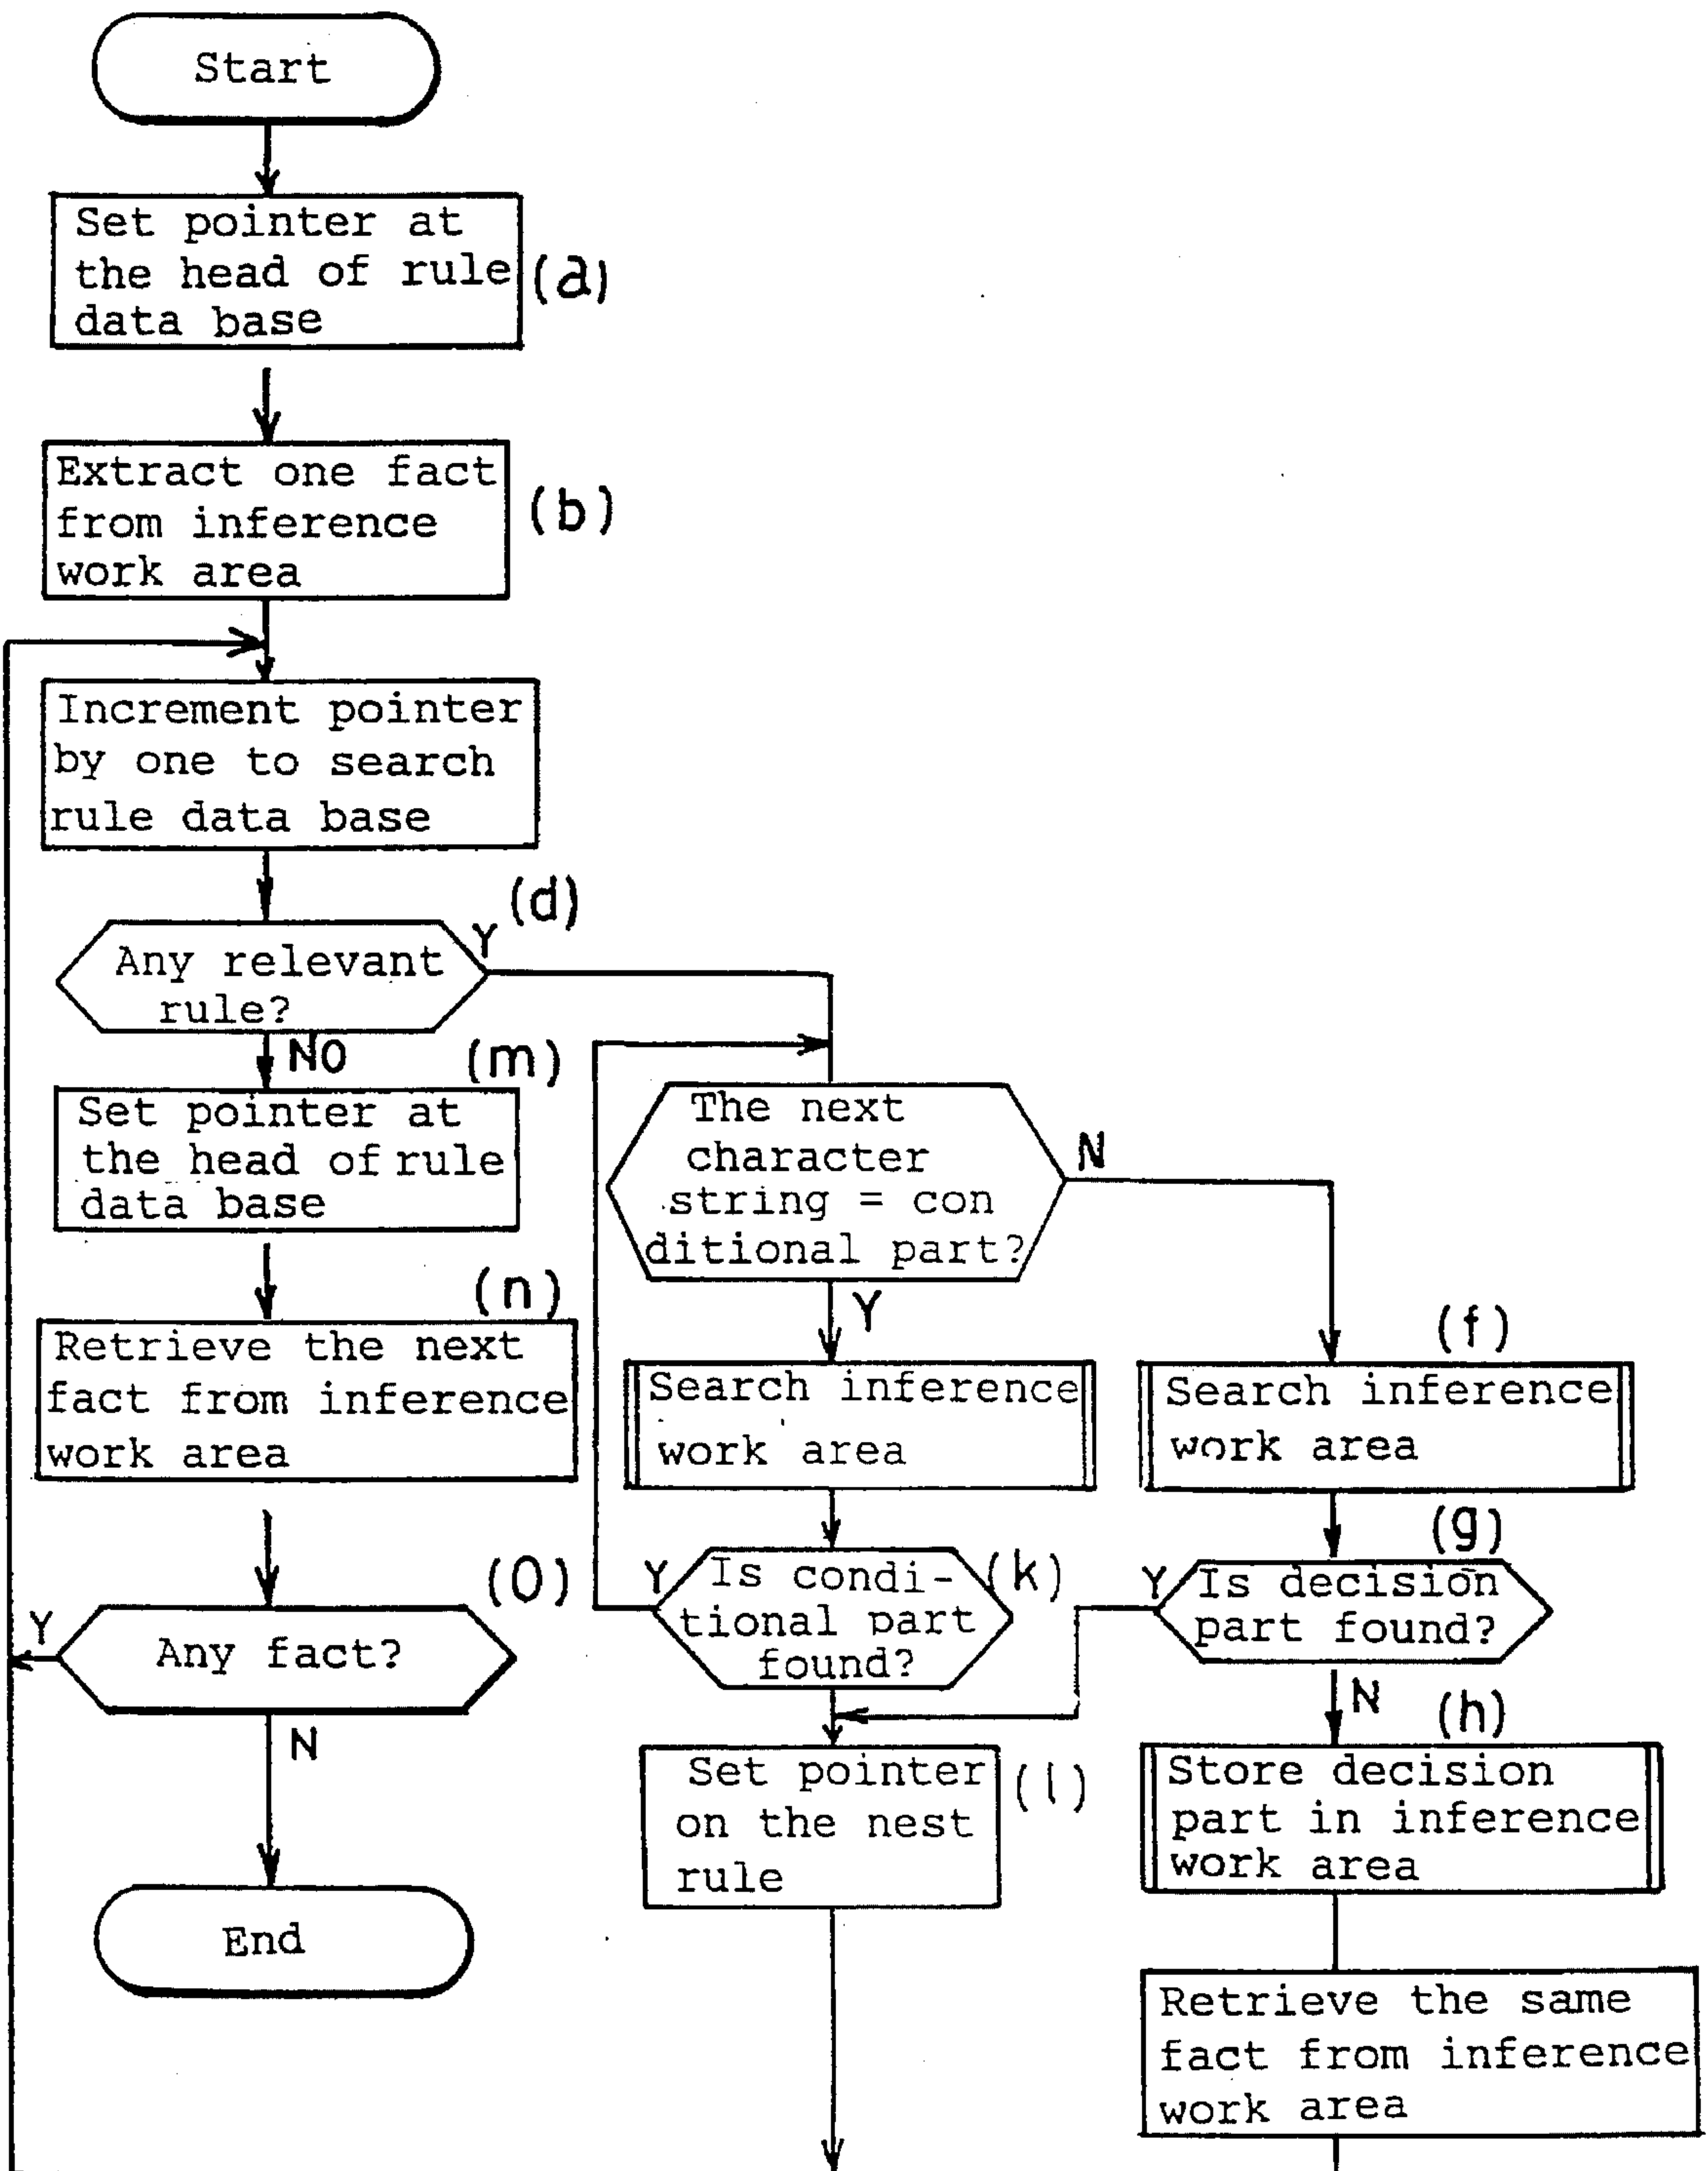 Start
Set pointer at
the head of rule
data base
(a)
Extract one fact
from inference
work area
(b)
Increment pointer
by one to search
rule data base
(d)
Any relevant
rule?
Y
NO
(m)
Set pointer at
the head of rule
data base
(n)
Retrieve the next
fact from inference
work area
(O)
Any fact?
Y
N
End
The next
character
string = con
ditional part?
N
Y
Search inference
work area
Is condi-
tional part
found?
(k)
Y
Set pointer
on the nest
rule
(l)
(f)
Search inference
work area
(g)
Is decision
part found?
Y
N
(h)
Store decision
part in inference
work area
Retrieve the same
fact from inference
work area